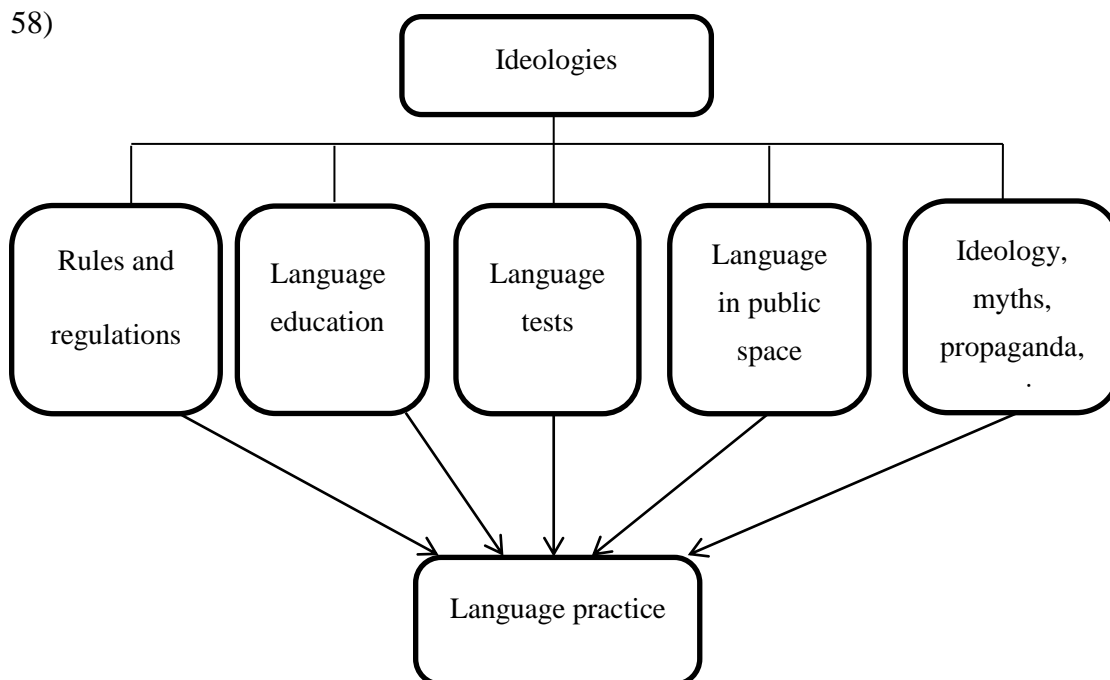 58)
Ideologies
Rules and
regulations
Language
education
Language
tests
Language
in public
space
Ideology,
myths,
propaganda,
Language practice